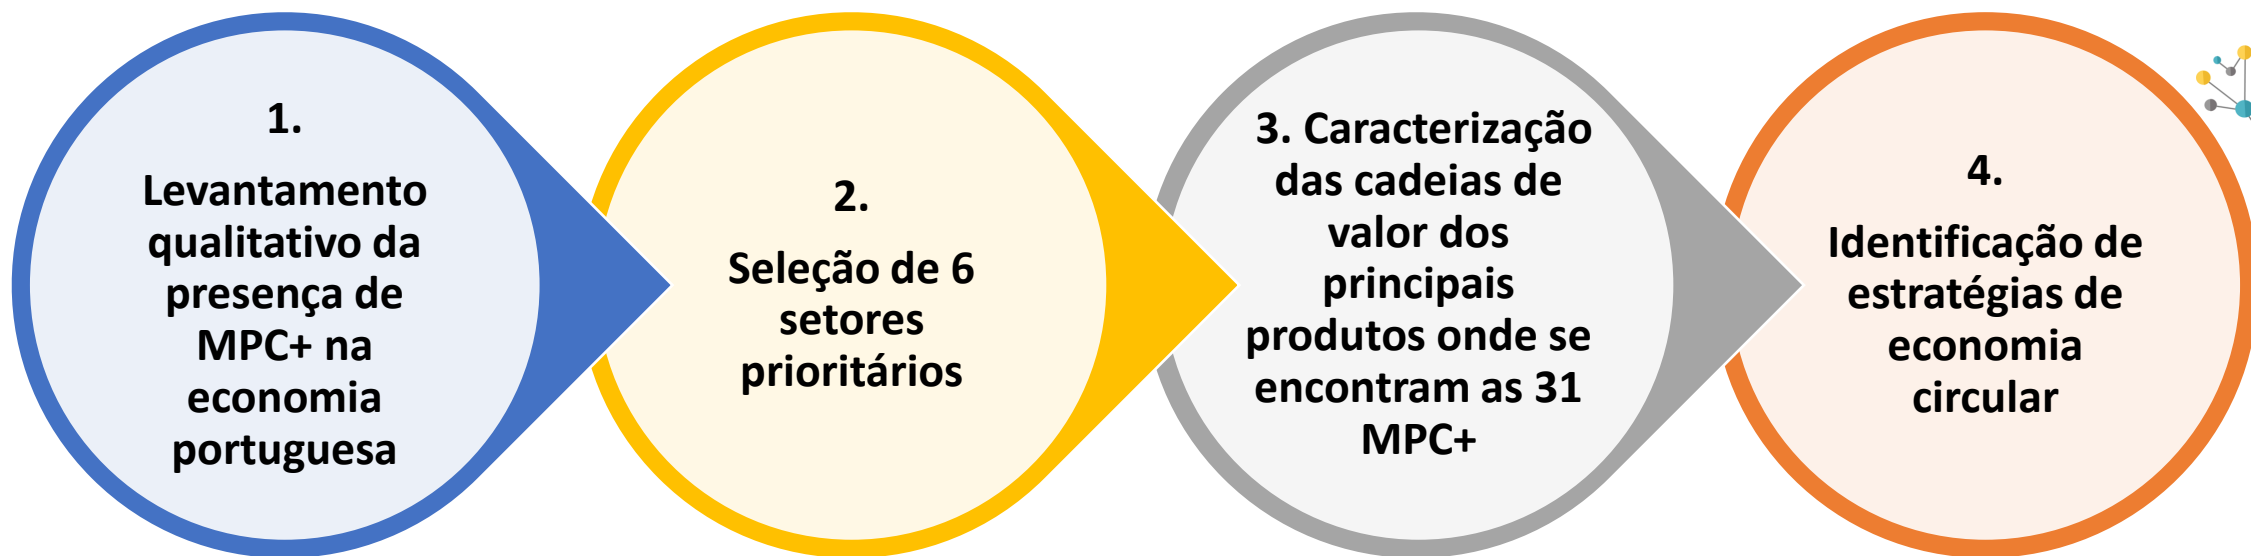 1.
Levantamento
qualitativo da
presença de
MPC+ na
economia
portuguesa
2.
Seleção de 6
setores
prioritários
3. Caracterização
das cadeias de
valor dos
principais
produtos onde se
encontram as 31
MPC+
4.
Identificação de
estratégias de
economia
circular